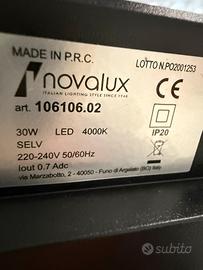 MADE IN P.R.C.
LOTTO N.PO2001253
novalux
ITALIAN LIGHTING STYLE SINCE 1948
art. 106106.02
CE
30W LED 4000K
IP20
SELV
220-240V 50/60Hz
Iout 0.7 Adc
via Marzabotto, 2 - 40050 - Funo di Argelato (BO) Italy
subito